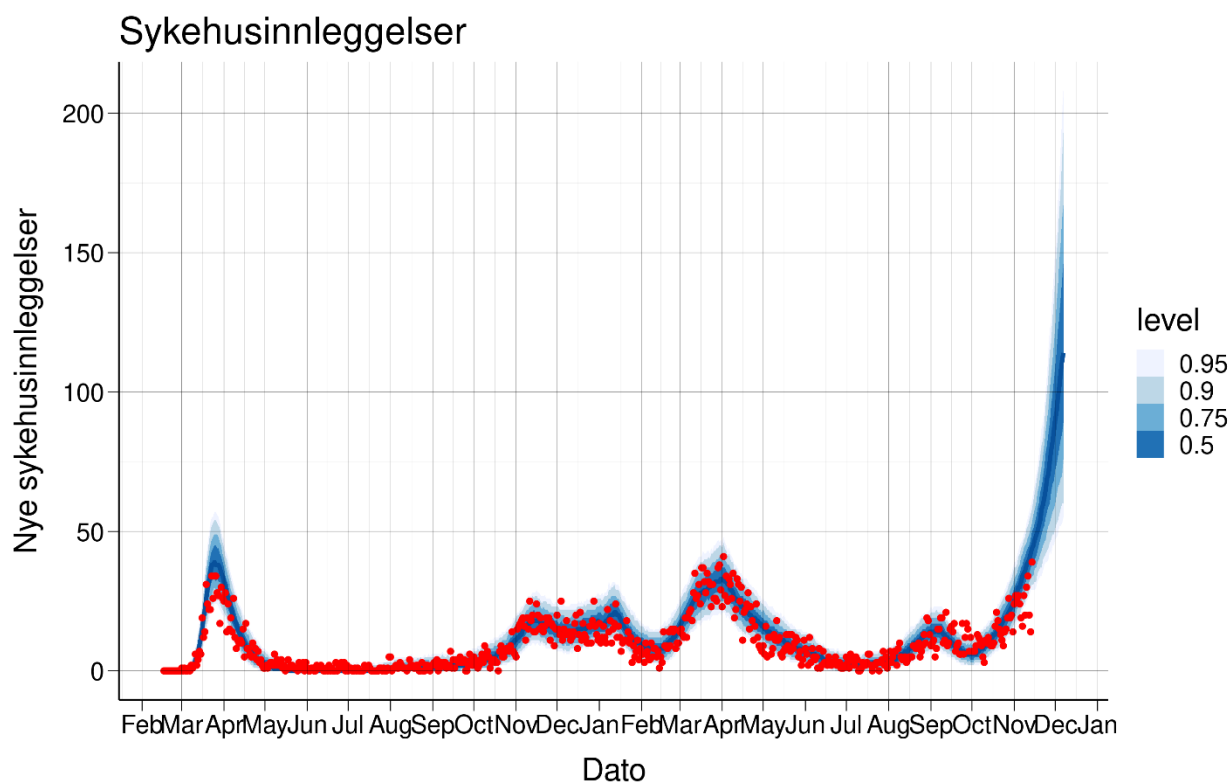 Sykehusinnleggelser
Nye sykehusinnleggelser
200
150
100
50
0
Feb Mar Apr May Jun Jul Aug Sep Oct Nov Dec Jan Feb Mar Apr May Jun Jul Aug Sep Oct Nov Dec Jan
Dato
level
0.95
0.9
0.75
0.5